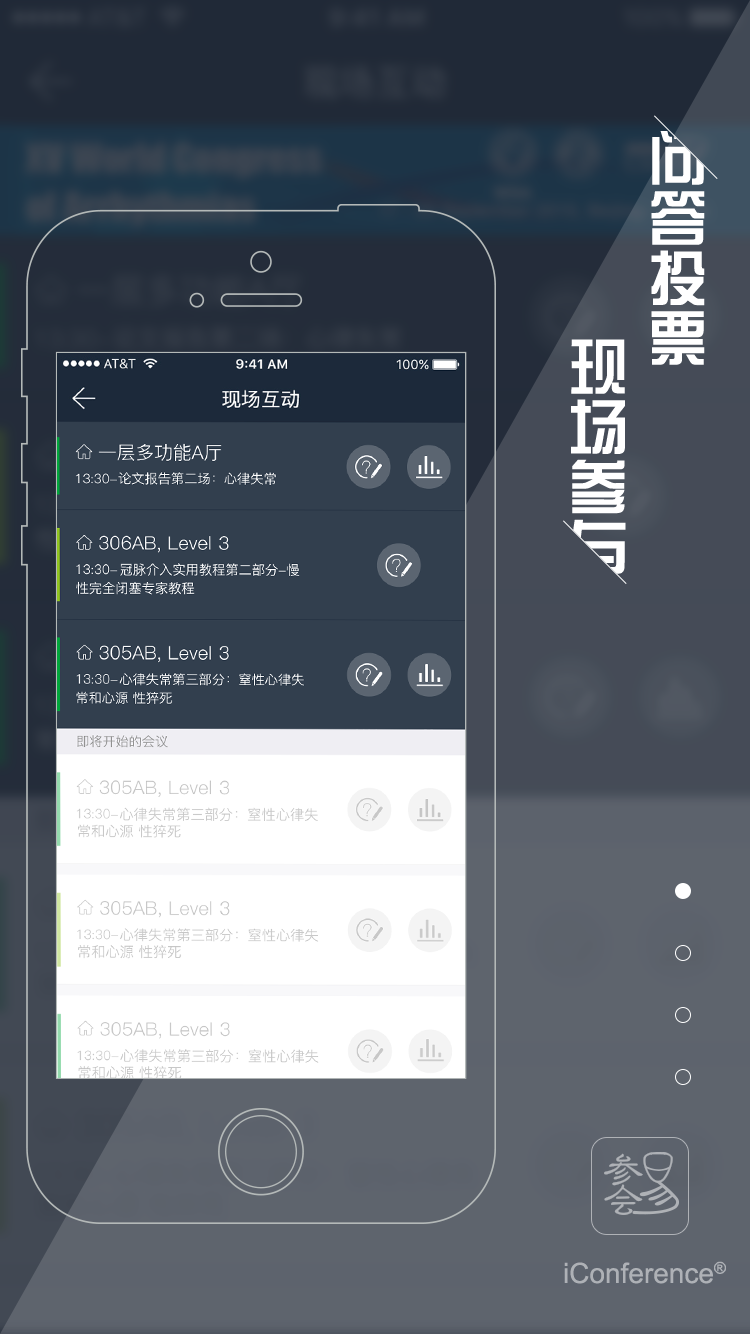 问答投票
现场参与
AT&T
9:41 AM
100%
现场互动
一层多功能A厅
13:30-论文报告第二场：心律失常
306AB, Level 3
13:30-冠脉介入实用教程第二部分-慢
性完全闭塞专家教程
305AB, Level 3
13:30-心律失常第三部分：窒性心律失
常和心源 性猝死
即将开始的会议
305AB, Level 3
13:30-心律失常第三部分：窒性心律失
常和心源 性猝死
305AB, Level 3
13:30-心律失常第三部分：窒性心律失
常和心源 性猝死
305AB, Level 3
13:30-心律失常第三部分：窒性心律失
常和心源 性猝死
参会易
iConference®